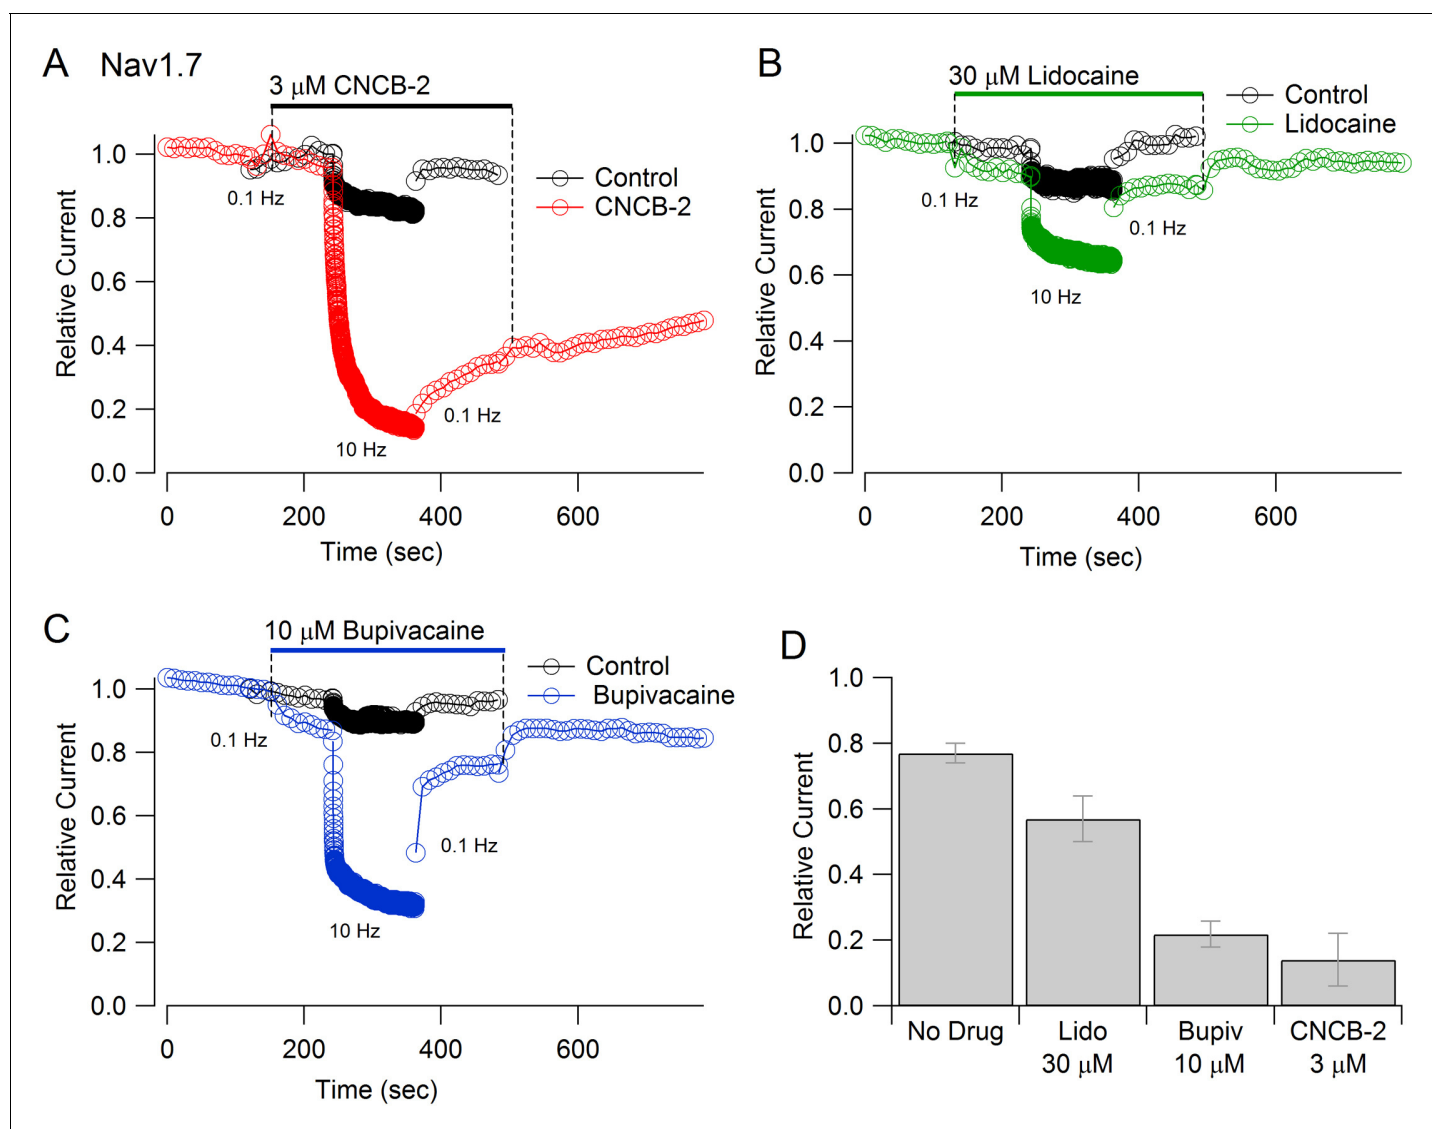 A Nav1.7
3 μM CNCB-2
Control
CNCB-2
0.1 Hz
10 Hz
0.1 Hz
Relative Current
1.0
0.8
0.6
0.4
0.2
0.0
0 200 400 600
Time (sec)
B
30 μM Lidocaine
Control
Lidocaine
0.1 Hz
0.1 Hz
10 Hz
Relative Current
1.0
0.8
0.6
0.4
0.2
0.0
0 200 400 600
Time (sec)
C
10 μM Bupivacaine
Control
Bupivacaine
0.1 Hz
0.1 Hz
10 Hz
Relative Current
1.0
0.8
0.6
0.4
0.2
0.0
0 200 400 600
Time (sec)
D
Relative Current
1.0
0.8
0.6
0.4
0.2
0.0
No Drug Lido Bupiv CNCB-2
30 μM 10 μM 3 μM